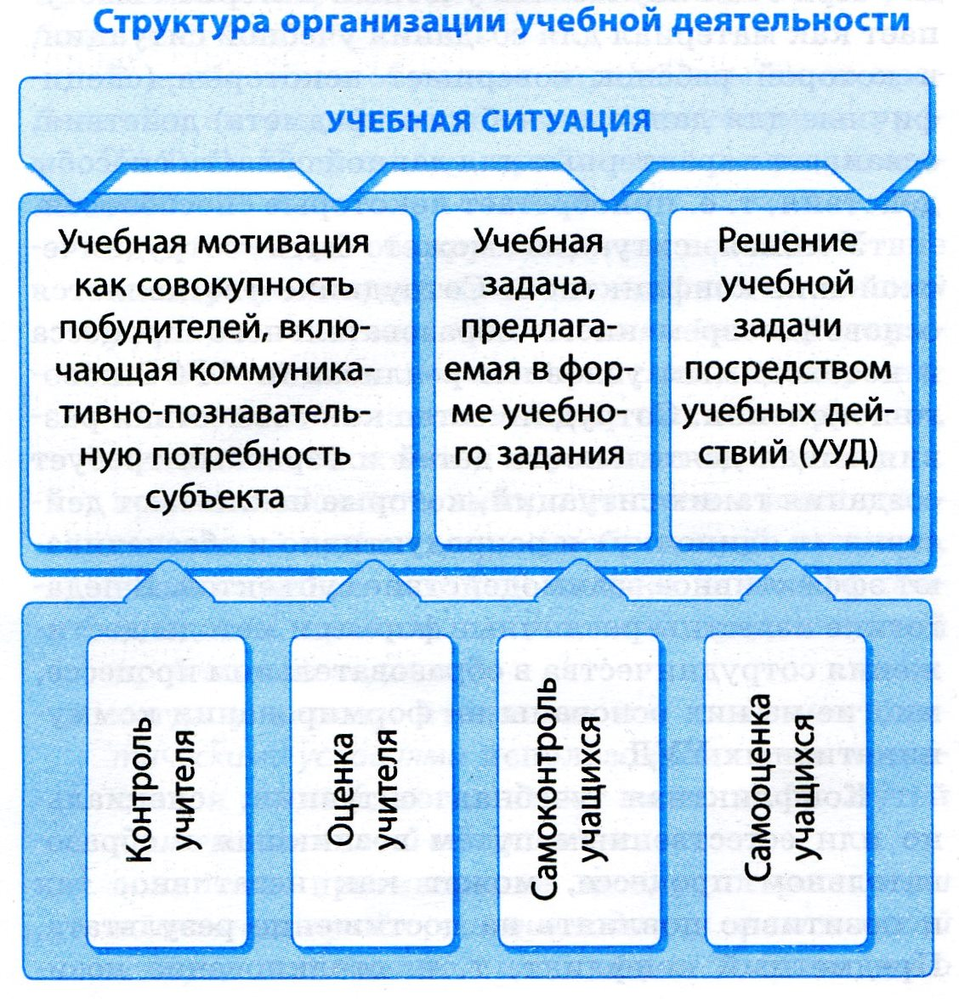 Структура организации учебной деятельности
УЧЕБНАЯ СИТУАЦИЯ
Учебная мотивация
как совокупность
побудителей, вклю-
чающая коммуника-
тивно-познаватель-
ную потребность
субъекта
Учебная
задача,
предлага-
емая в фор-
ме учебно-
го задания
Решение
учебной
задачи
посредством
учебных дей-
ствий (УУД)
Контроль
учителя
Оценка
учителя
Самоконроль
учащихся
Самооценка
учащихся